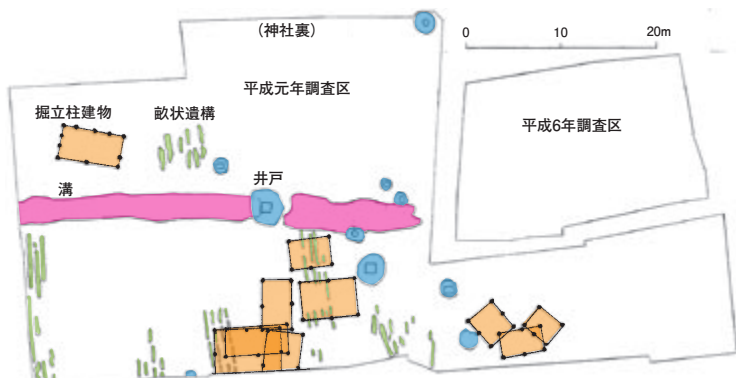 (神社裏)
0 10 20m
平成元年調査区
掘立柱建物
畝状遺構
平成6年調査区
溝
井戸